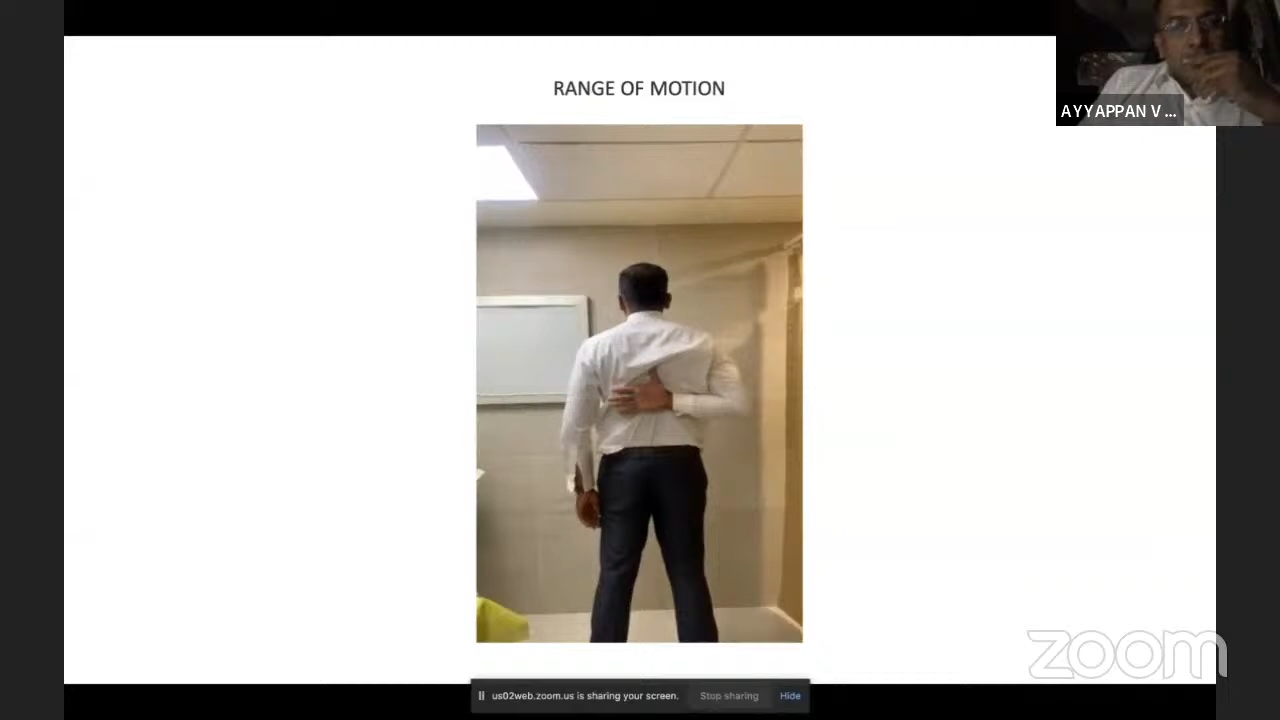 RANGE OF MOTION
AYYAPPAN V ...
zoom
us02web.zoom.us is sharing your screen.
Stop sharing
Hide